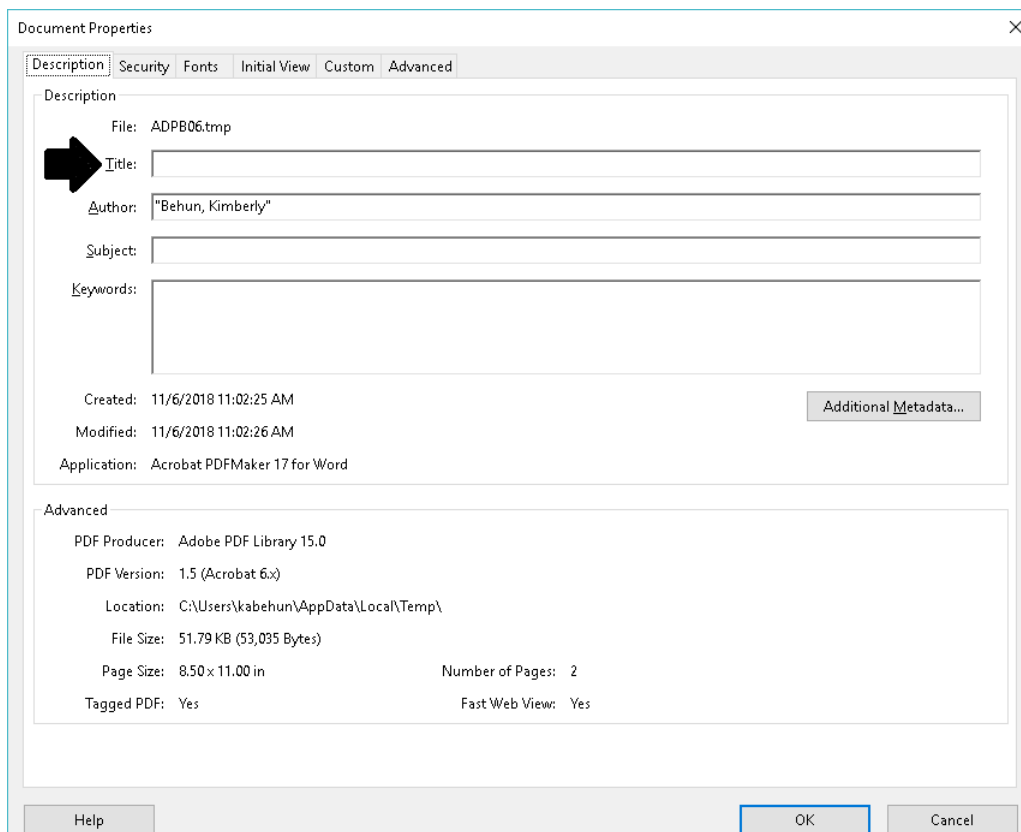 Document Properties
Description Security Fonts Initial View Custom Advanced
Description
File: ADPB06.tmp
Title:
Author: "Behun, Kimberly"
Subject:
Keywords:
Created: 11/6/2018 11:02:25 AM
Additional Metadata...
Modified: 11/6/2018 11:02:26 AM
Application: Acrobat PDFMaker 17 for Word
Advanced
PDF Producer: Adobe PDF Library 15.0
PDF Version: 1.5 (Acrobat 6.x)
Location: C:\Users\kabehun\AppData\Local\Temp\
File Size: 51.79 KB (53,035 Bytes)
Page Size: 8.50 x 11.00 in Number of Pages: 2
Tagged PDF: Yes Fast Web View: Yes
Help OK Cancel